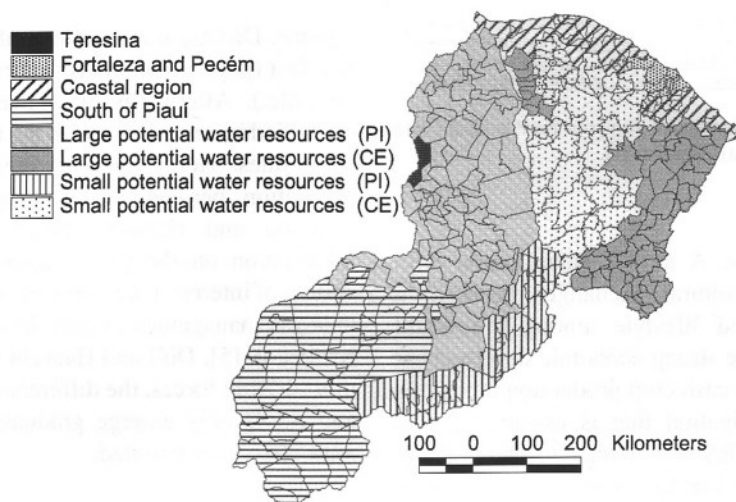 Teresina
Fortaleza and Pecém
Coastal region
South of Piauí
Large potential water resources (PI)
Large potential water resources (CE)
Small potential water resources (PI)
Small potential water resources (CE)
100 0 100 200 Kilometers